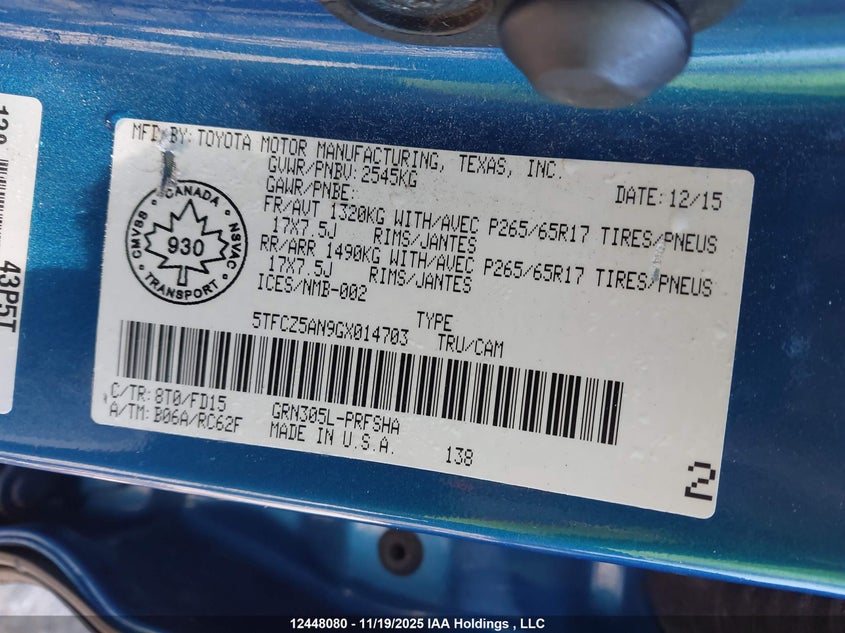 MFD BY: TOYOTA MOTOR MANUFACTURING, TEXAS, INC.
GVWR/PNBV: 2545KG
DATE: 12/15
GAWR/PNBE:
FR/AVT 1320KG WITH/AVEC P265/65R17 TIRES/PNEUS
17X7.5J RIMS/JANTES
RR/ARR 1490KG WITH/AVEC P265/65R17 TIRES/PNEUS
17X7.5J RIMS/JANTES
ICES/NMB-002
CANADA
CMVSS
930
NSVAC
TRANSPORT
5TFCZ5AN9GX014703 TYPE
TRU/CAM
C/TR: 8T0/FD15
A/TM: B06A/RC62F
GRN305L-PRFSHA
MADE IN U.S.A.
138
2
43P5T
12448080 - 11/19/2025 IAA Holdings , LLC